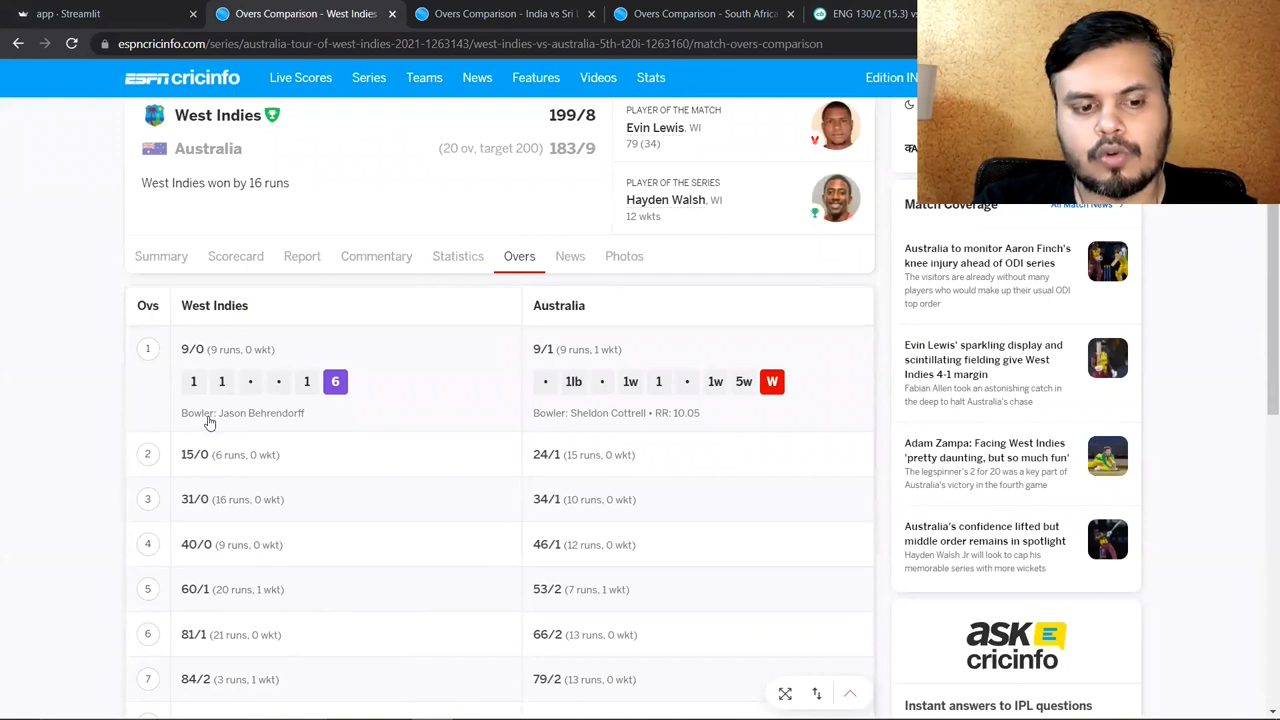 Overs Comparison - West Indies
Overs Comparison - South Africa
ENG 130/2 (15.3)
espncricinfo.com/series/australia-tour-of-west-indies-2021-1263143/west-indies-vs-australia-5th-t20i-1263160/match-overs-comparison
ESPN cricinfo
Live Scores Series Teams News Features Videos Stats
Edition IN
West Indies 199/8
Australia (20 ov, target 200) 183/9
West Indies won by 16 runs
PLAYER OF THE MATCH
Evin Lewis, WI
79 (34)
PLAYER OF THE SERIES
Hayden Walsh, WI
12 wkts
Summary Scorecard Report Comment Statistics Overs News Photos
Ovs West Indies Australia
1 9/0 (9 runs, 0 wkt) 9/1 (9 runs, 1 wkt)
1 1 • • 1 6 • 1lb • 1w 1 • 1w 5w W
Bowler: Jason Behrendorff Bowler: Sheldon Cottrell • RR: 10.05
2 15/0 (6 runs, 0 wkt) 24/1 (15 runs, 0 wkt)
3 31/0 (16 runs, 0 wkt) 34/1 (10 runs, 0 wkt)
4 40/0 (9 runs, 0 wkt) 46/1 (12 runs, 0 wkt)
5 60/1 (20 runs, 1 wkt) 53/2 (7 runs, 1 wkt)
6 81/1 (21 runs, 0 wkt) 66/2 (13 runs, 0 wkt)
7 84/2 (3 runs, 1 wkt) 79/2 (13 runs, 0 wkt)
Match Coverage
All Match News
Australia to monitor Aaron Finch's
knee injury ahead of ODI series
The visitors are already without many
players who would make up their usual ODI
top order
Evin Lewis' sparkling display and
scintillating fielding give West
Indies 4-1 margin
Fabian Allen took an astonishing catch in
the deep to halt Australia's chase
Adam Zampa: Facing West Indies
'pretty daunting, but so much fun'
The legspinner's 2 for 20 was a key part of
Australia's victory in the fourth game
Australia's confidence lifted but
middle order remains in spotlight
Hayden Walsh Jr will look to cap his
memorable series with more wickets
ask
cricinfo
Instant answers to IPL questions